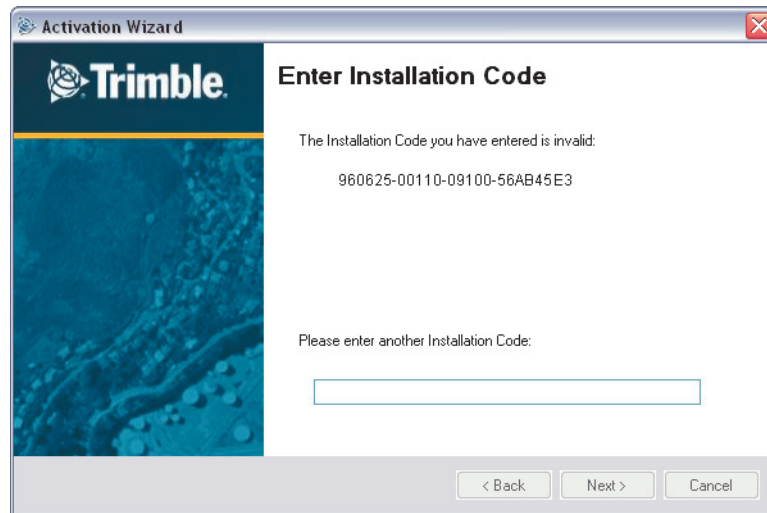 Activation Wizard
Trimble.
Enter Installation Code
The Installation Code you have entered is invalid:
960625-00110-09100-56AB45E3
Please enter another Installation Code:
< Back
Next >
Cancel